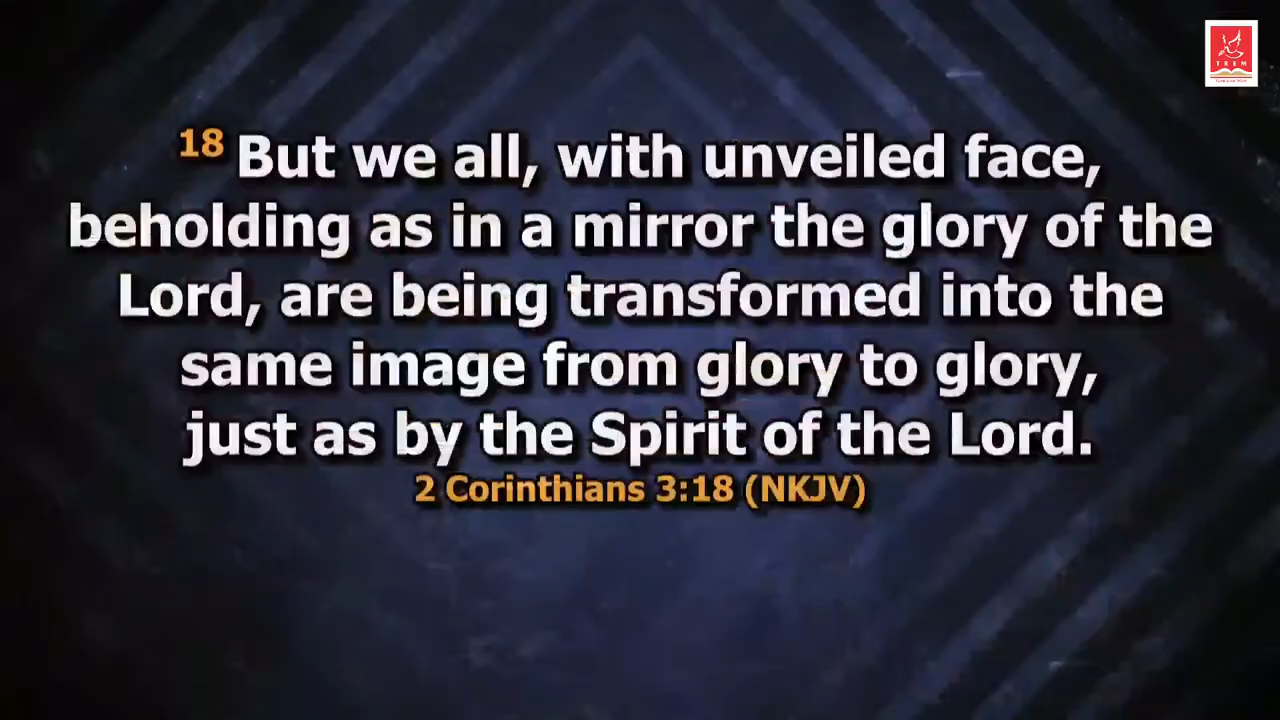 18 But we all, with unveiled face,
beholding as in a mirror the glory of the
Lord, are being transformed into the
same image from glory to glory,
just as by the Spirit of the Lord.
2 Corinthians 3:18 (NKJV)
TREM